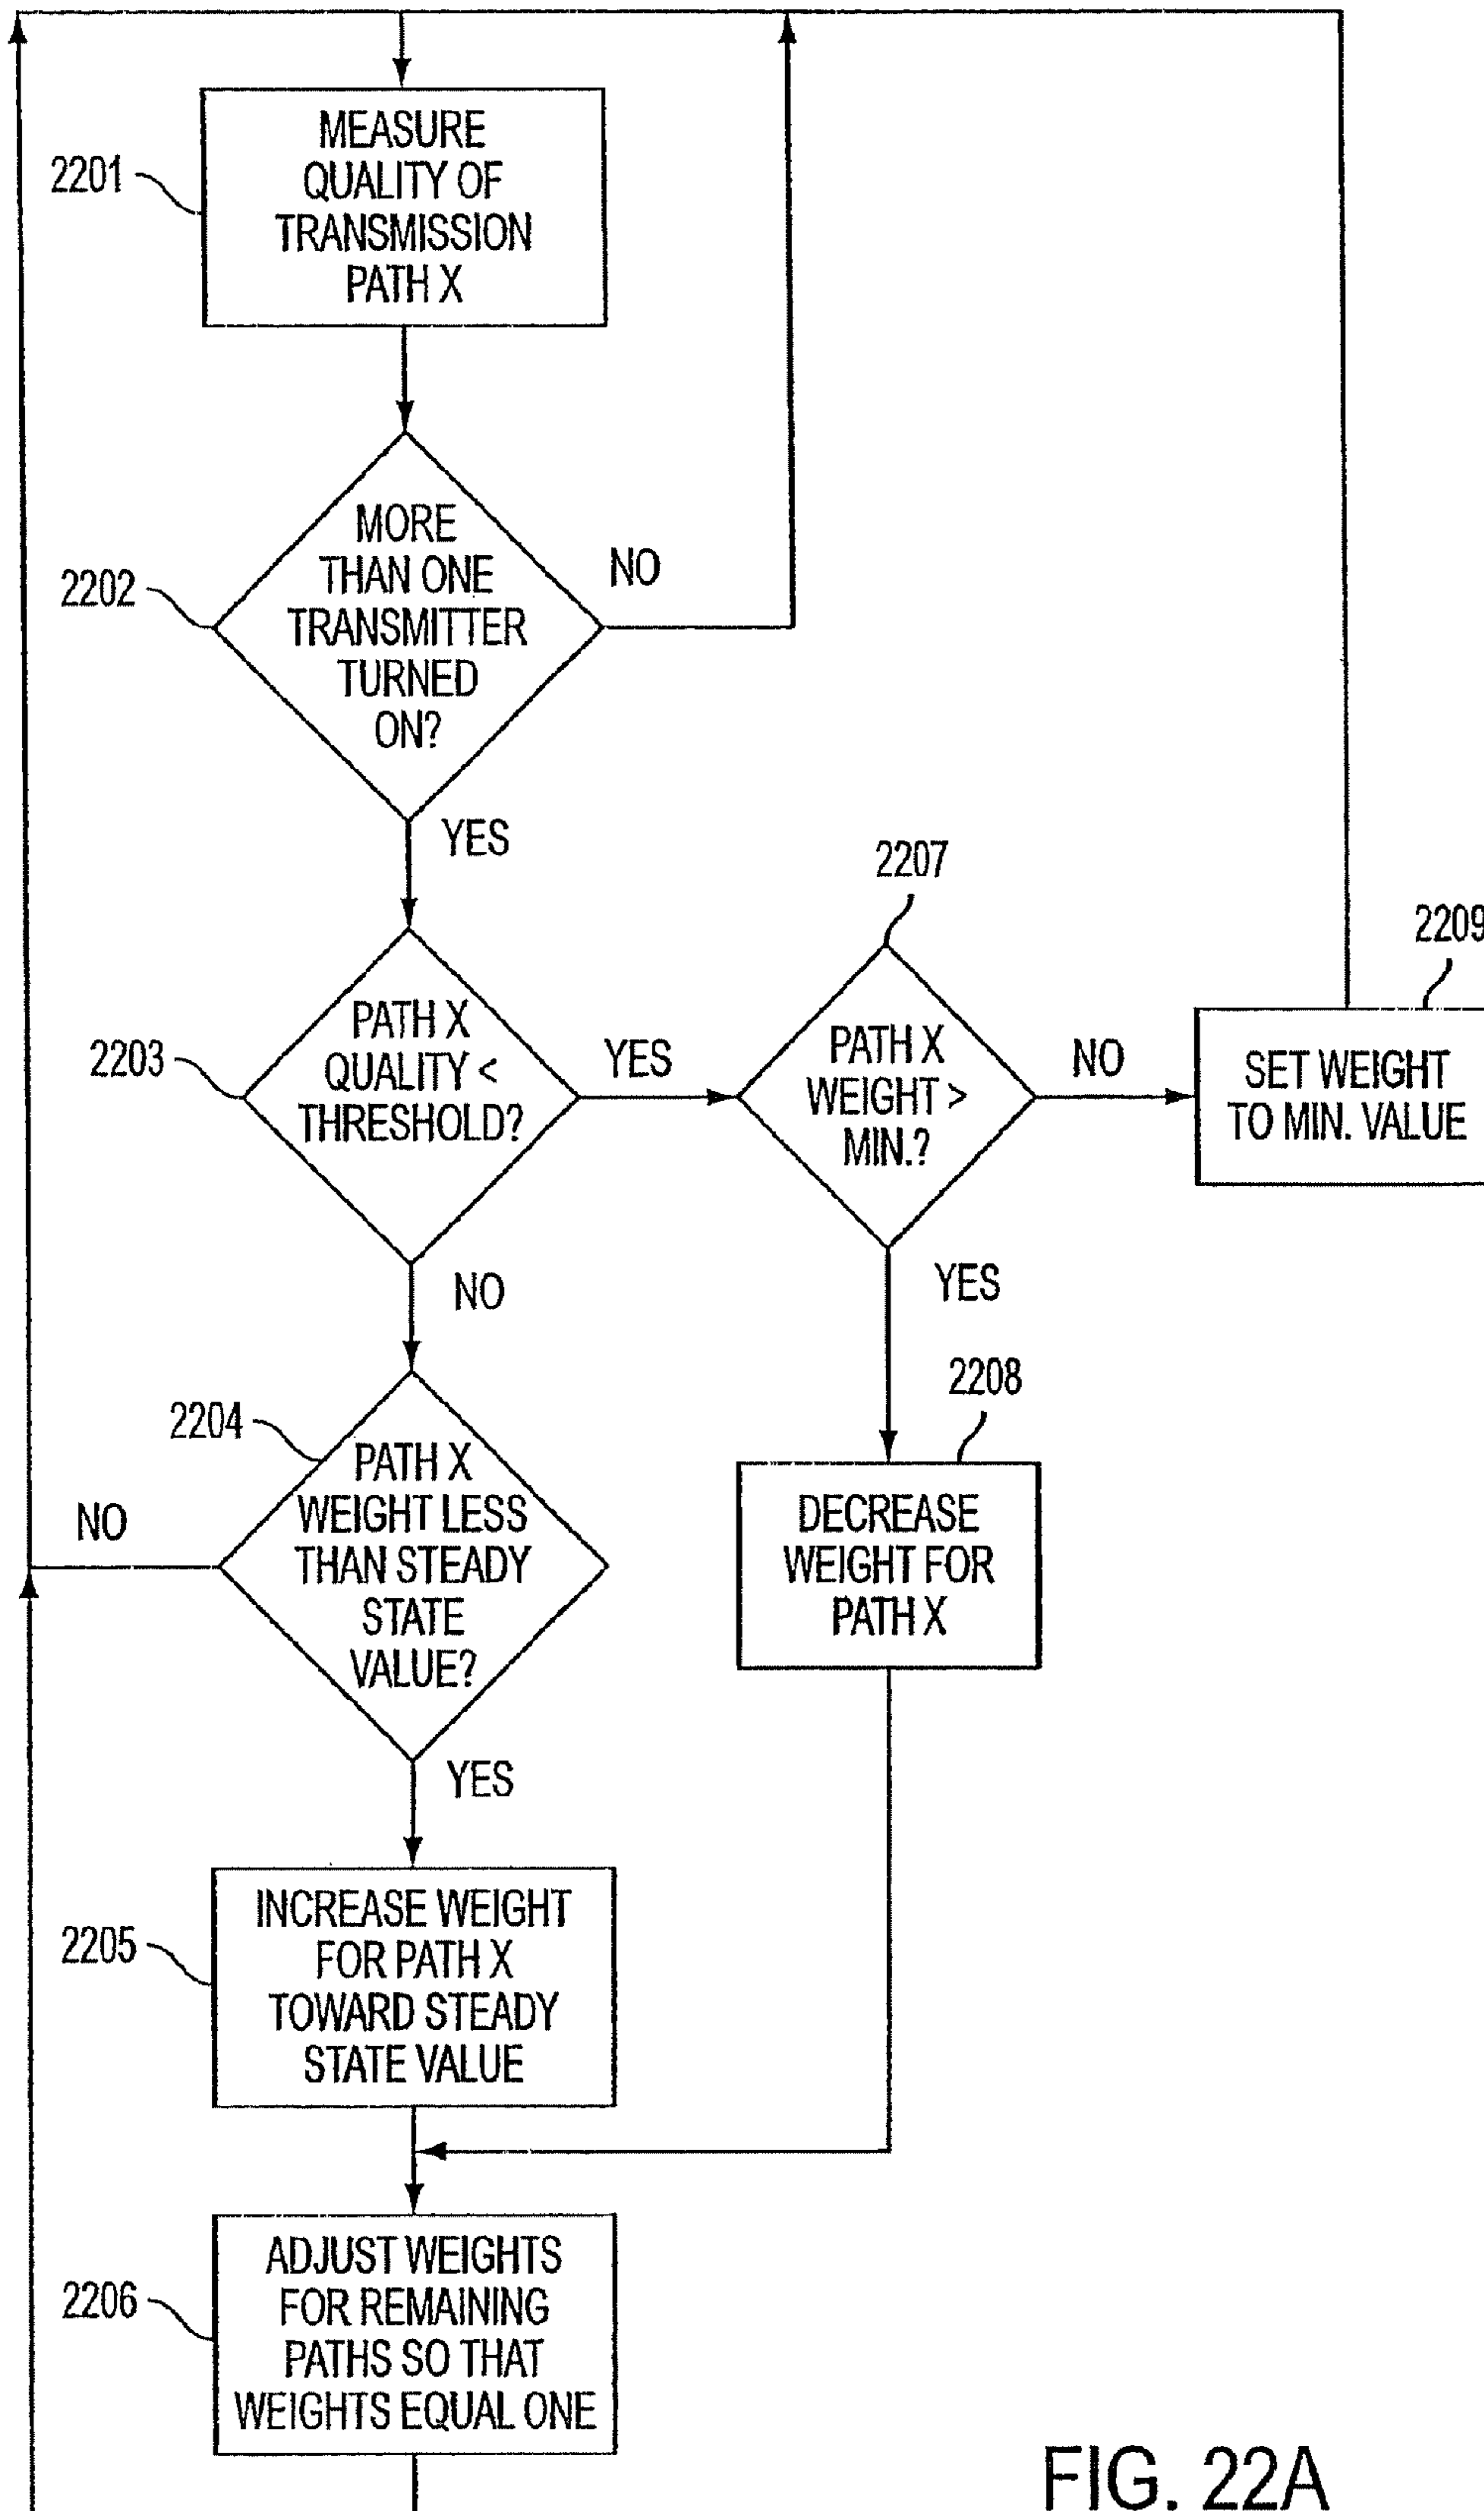 2201
MEASURE
QUALITY OF
TRANSMISSION
PATH X
2202
MORE
THAN ONE
TRANSMITTER
TURNED
ON?
NO
YES
2203
PATH X
QUALITY <
THRESHOLD?
YES
NO
2207
PATH X
WEIGHT >
MIN.?
NO
YES
2209
SET WEIGHT
TO MIN. VALUE
2204
PATH X
WEIGHT LESS
THAN STEADY
STATE
VALUE?
NO
YES
2208
DECREASE
WEIGHT FOR
PATH X
2205
INCREASE WEIGHT
FOR PATH X
TOWARD STEADY
STATE VALUE
2206
ADJUST WEIGHTS
FOR REMAINING
PATHS SO THAT
WEIGHTS EQUAL ONE
FIG. 22A